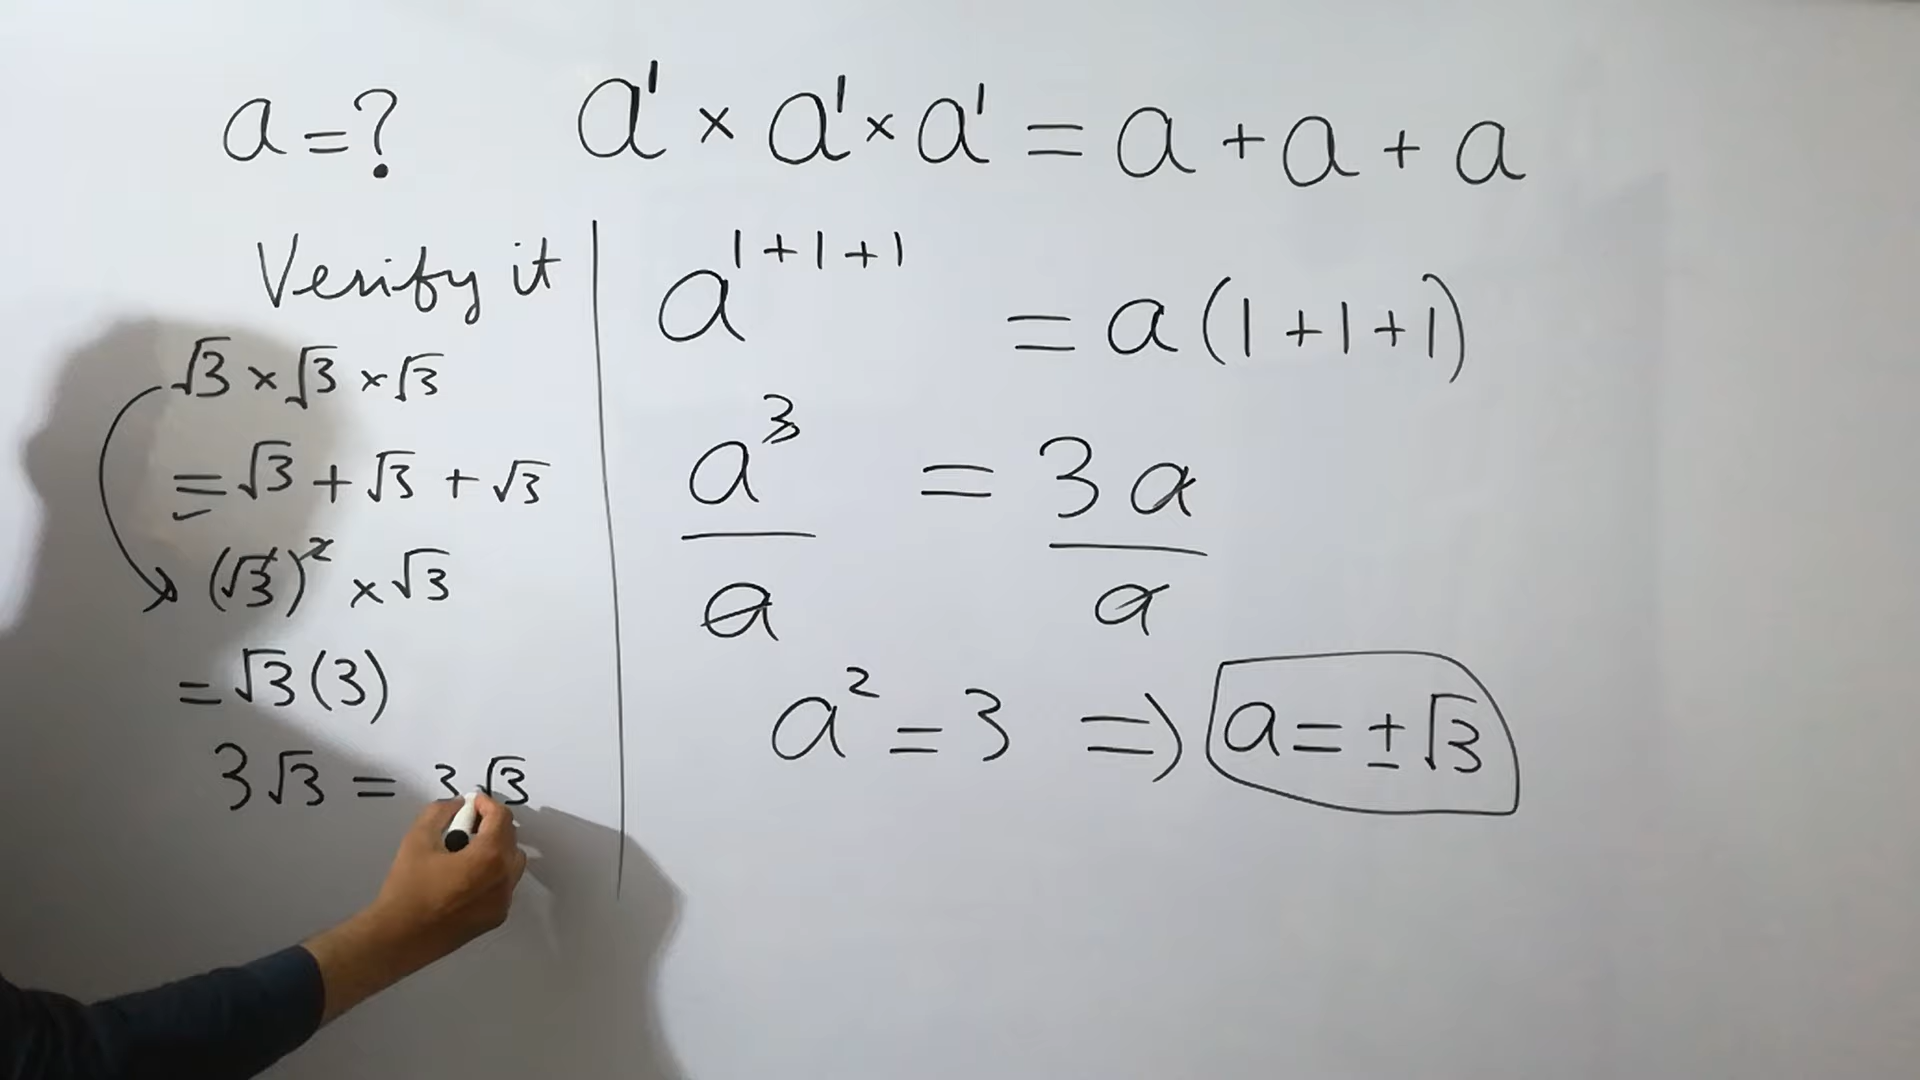 a = ? a¹ × a¹ × a¹ = a + a + a
Verify it
√3 × √3 × √3
= √3 + √3 + √3
(√3)² × √3
= √3(3)
3√3 = 3√3
a¹⁺¹⁺¹ = a(1+1+1)
a³/a = 3a/a
a² = 3 ⇒ a = ±√3